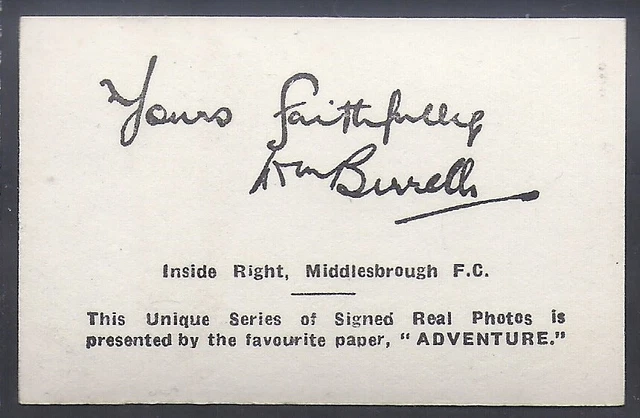 Yours faithfully
Wm Birrell
Inside Right, Middlesbrough F.C.
This Unique Series of Signed Real Photos is
presented by the favourite paper, “ADVENTURE.”